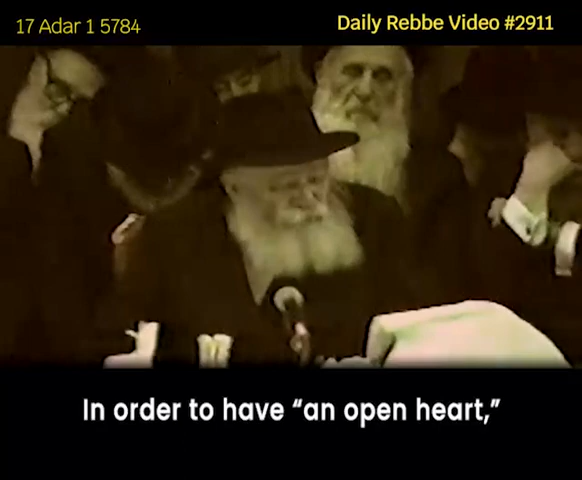 17 Adar 1 5784
Daily Rebbe Video #2911
In order to have “an open heart,”